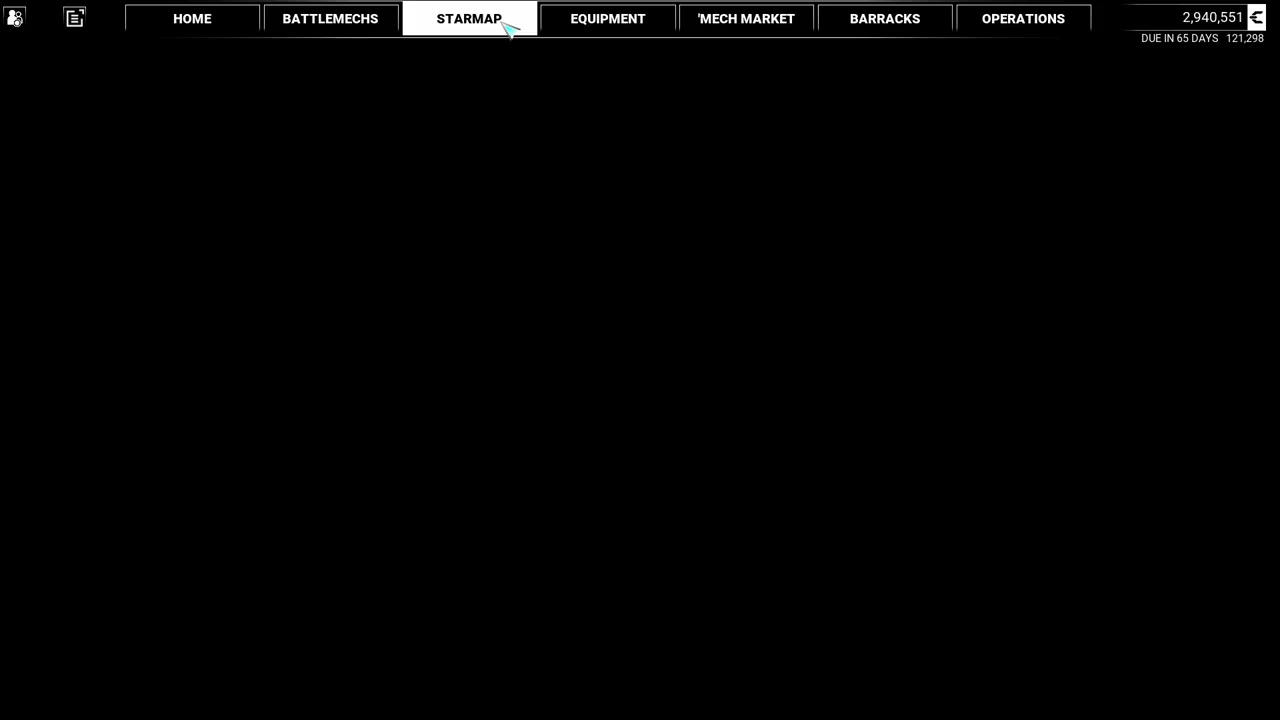 HOME
BATTLEMECHS
STARMAP
EQUIPMENT
'MECH MARKET
BARRACKS
OPERATIONS
2,940,551
DUE IN 65 DAYS 121,298